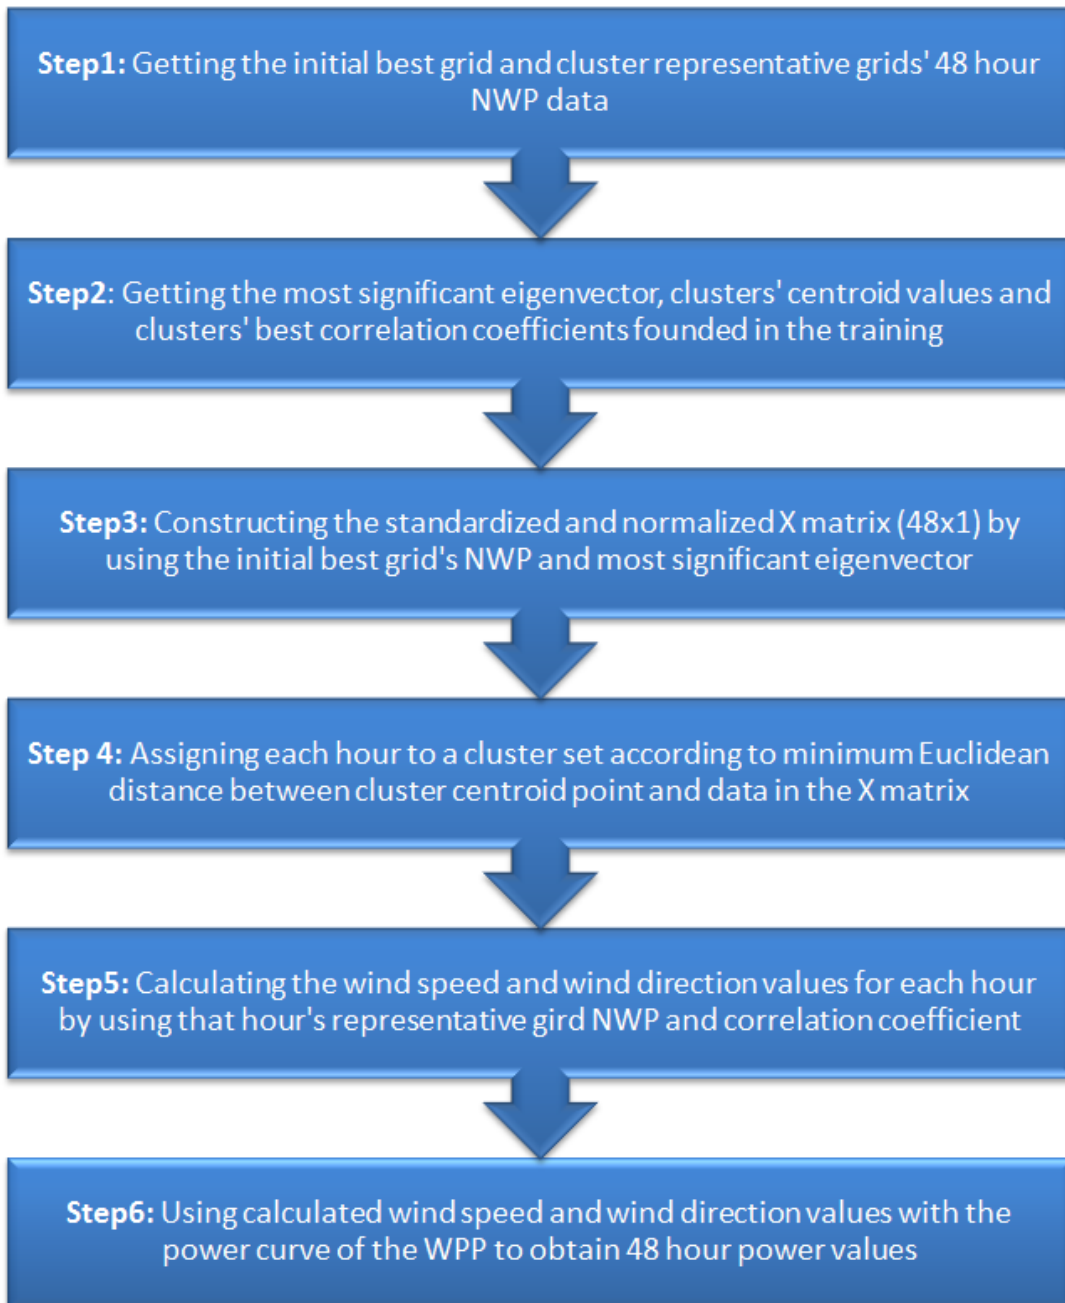 Step1: Getting the initial best grid and cluster representative grids' 48 hour
NWP data
Step2: Getting the most significant eigenvector, clusters' centroid values and
clusters' best correlation coefficients founded in the training
Step3: Constructing the standardized and normalized X matrix (48x1) by
using the initial best grid's NWP and most significant eigenvector
Step 4: Assigning each hour to a cluster set according to minimum Euclidean
distance between cluster centroid point and data in the X matrix
Step5: Calculating the wind speed and wind direction values for each hour
by using that hour's representative gird NWP and correlation coefficient
Step6: Using calculated wind speed and wind direction values with the
power curve of the WPP to obtain 48 hour power values